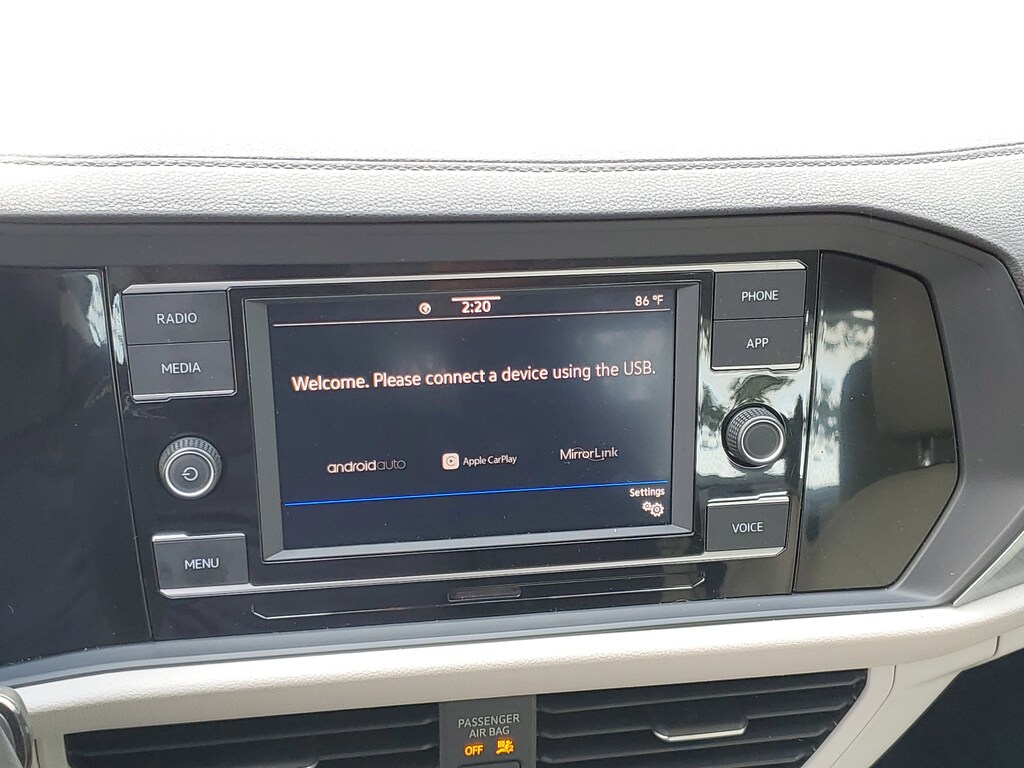 RADIO
MEDIA
MENU
2:20
86 °F
Welcome. Please connect a device using the USB.
androidauto
Apple CarPlay
MirrorLink
Settings
PHONE
APP
VOICE
PASSENGER
AIR BAG
OFF